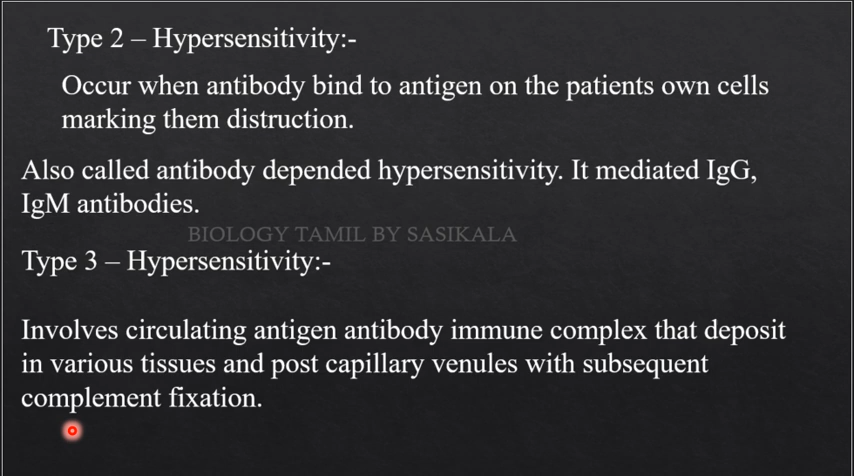 Type 2 – Hypersensitivity:-
Occur when antibody bind to antigen on the patients own cells
marking them distruction.
Also called antibody depended hypersensitivity. It mediated IgG,
IgM antibodies.
BIOLOGY TAMIL BY SASIKALA
Type 3 – Hypersensitivity:-
Involves circulating antigen antibody immune complex that deposit
in various tissues and post capillary venules with subsequent
complement fixation.